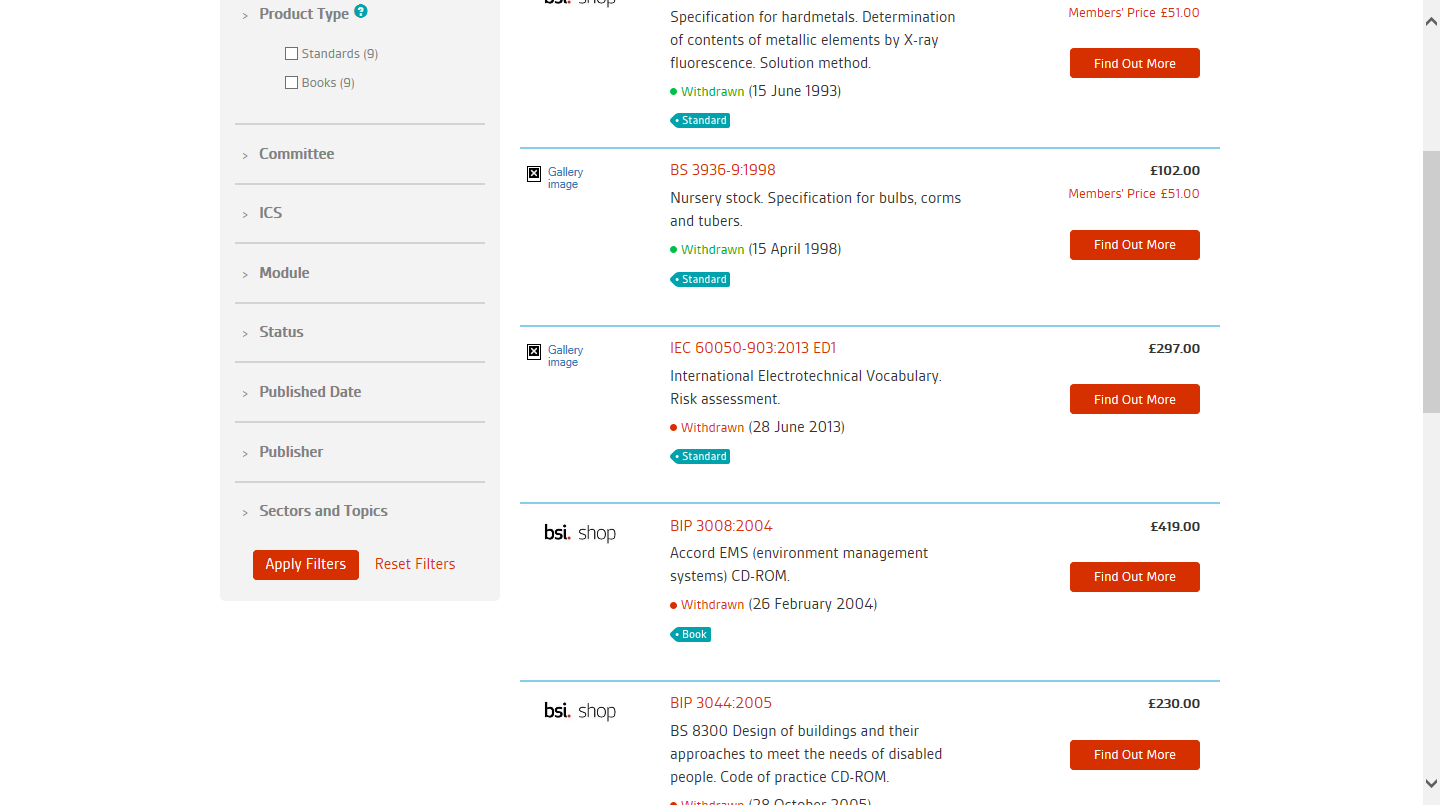 Product Type ?
Standards (9)
Books (9)
Committee
ICS
Module
Status
Published Date
Publisher
Sectors and Topics
Apply Filters
Reset Filters
bsi. shop
Specification for hardmetals. Determination
of contents of metallic elements by X-ray
fluorescence. Solution method.
Withdrawn (15 June 1993)
Standard
Members' Price £51.00
Find Out More
Gallery
image
BS 3936-9:1998
Nursery stock. Specification for bulbs, corms
and tubers.
Withdrawn (15 April 1998)
Standard
£102.00
Members' Price £51.00
Find Out More
Gallery
image
IEC 60050-903:2013 ED1
International Electrotechnical Vocabulary.
Risk assessment.
Withdrawn (28 June 2013)
Standard
£297.00
Find Out More
bsi. shop
BIP 3008:2004
Accord EMS (environment management
systems) CD-ROM.
Withdrawn (26 February 2004)
Book
£419.00
Find Out More
bsi. shop
BIP 3044:2005
BS 8300 Design of buildings and their
approaches to meet the needs of disabled
people. Code of practice CD-ROM.
Withdrawn (28 October 2005)
£230.00
Find Out More